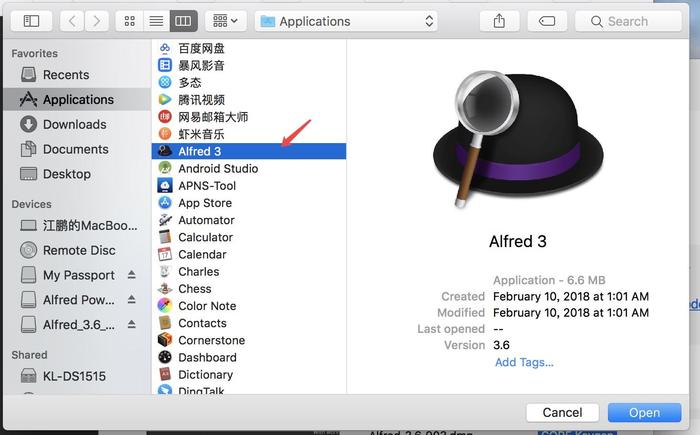 Applications
Search
Favorites
Recents
Applications
Downloads
Documents
Desktop
Devices
江鹏的MacBoo...
Remote Disc
My Passport
Alfred Pow...
Alfred_3.6_...
Shared
KL-DS1515
百度网盘
暴风影音
多态
腾讯视频
网易邮箱大师
虾米音乐
Alfred 3
Android Studio
APNS-Tool
App Store
Automator
Calculator
Calendar
Charles
Chess
Color Note
Contacts
Cornerstone
Dashboard
Dictionary
DingTalk
Alfred 3
Application - 6.6 MB
Created February 10, 2018 at 1:01 AM
Modified February 10, 2018 at 1:01 AM
Last opened --
Version 3.6
Add Tags...
Cancel
Open